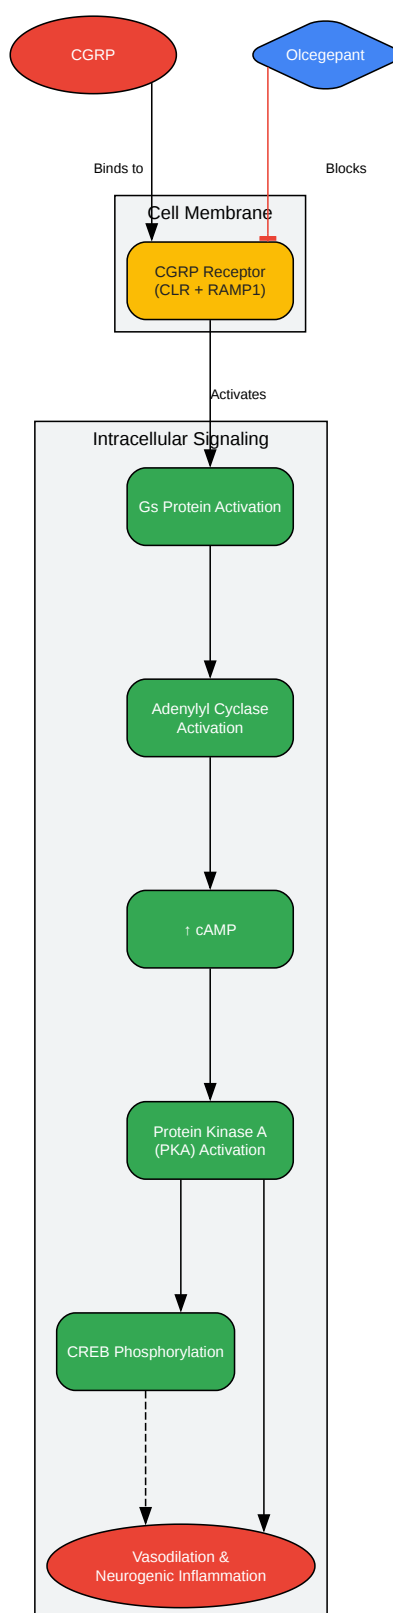 CGRP
Olcegepant
Binds to
Blocks
Cell Membrane
CGRP Receptor
(CLR + RAMP1)
Activates
Intracellular Signaling
Gs Protein Activation
Adenylyl Cyclase
Activation
↑ cAMP
Protein Kinase A
(PKA) Activation
CREB Phosphorylation
Vasodilation &
Neurogenic Inflammation